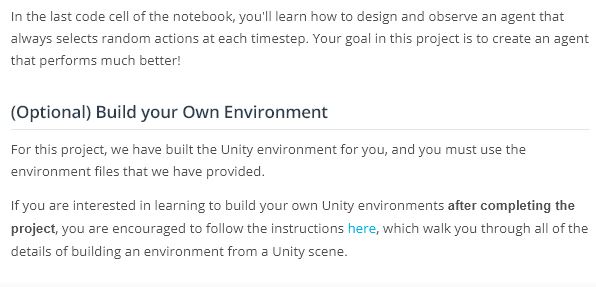 In the last code cell of the notebook, you'll learn how to design and observe an agent that
always selects random actions at each timestep. Your goal in this project is to create an agent
that performs much better!
(Optional) Build your Own Environment
For this project, we have built the Unity environment for you, and you must use the
environment files that we have provided.
If you are interested in learning to build your own Unity environments after completing the
project, you are encouraged to follow the instructions here, which walk you through all of the
details of building an environment from a Unity scene.